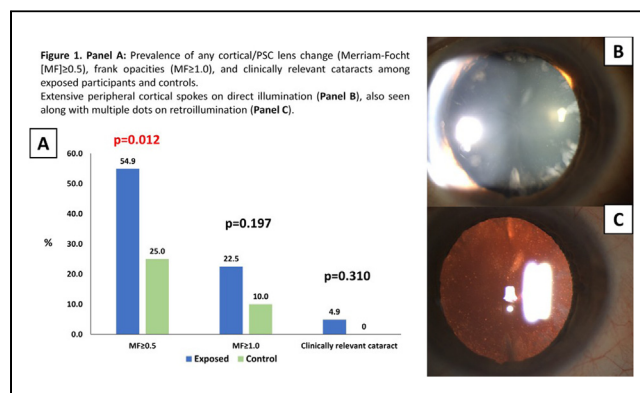 Figure 1. Panel A: Prevalence of any cortical/PSC lens change (Merriam-Focht
[MF]≥0.5), frank opacities (MF≥1.0), and clinically relevant cataracts among
exposed participants and controls.
Extensive peripheral cortical spokes on direct illumination (Panel B), also seen
along with multiple dots on retroillumination (Panel C).
A
p=0.012
60.0
54.9
50.0
40.0
p=0.197
%
30.0
25.0
22.5
p=0.310
20.0
10.0
10.0
4.9
0
0.0
MF≥0.5
MF≥1.0
Clinically relevant cataract
Exposed
Control
B
C